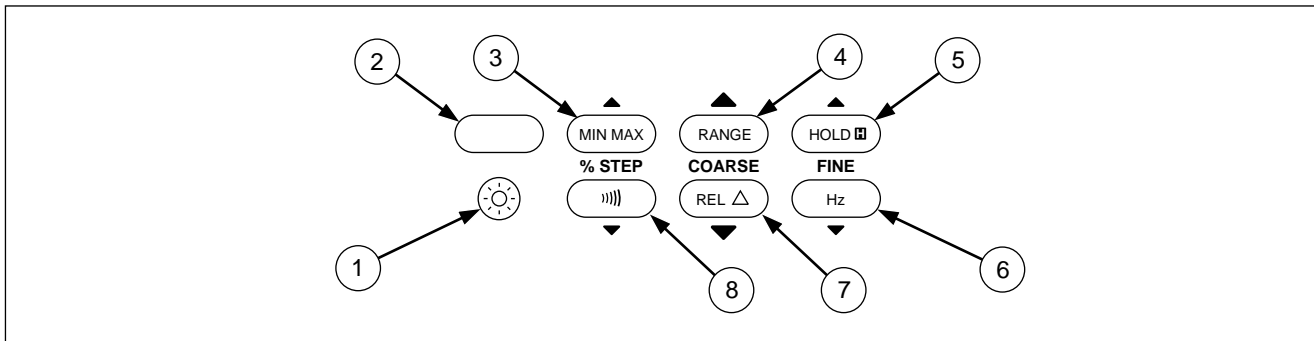 2 3 4 5
MIN MAX RANGE HOLD H
% STEP COARSE FINE
REL △ Hz
1 8 7 6